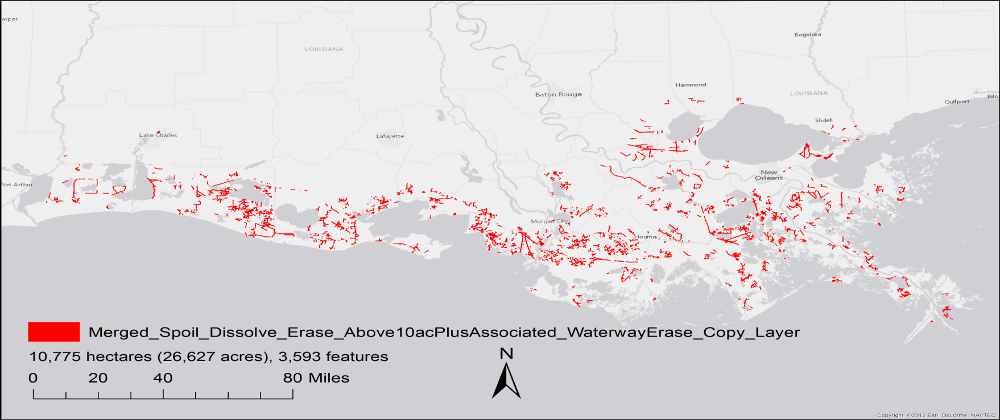 asper
Bogalusa
LOUISIANA
Hammond
Baton Rouge
LOUISIANA
Gulfport
Bilo
Slidell
Lake Charles
Lafayette
New
Orleans
Port Arthur
Morgan City
Houma
Merged_Spoil_Dissolve_Erase_Above10acPlusAssociated_WaterwayErase_Copy_Layer
10,775 hectares (26,627 acres), 3,593 features
N
0 20 40 80 Miles
Copyright: ©2012 Esri, DeLorme, NAVTEQ